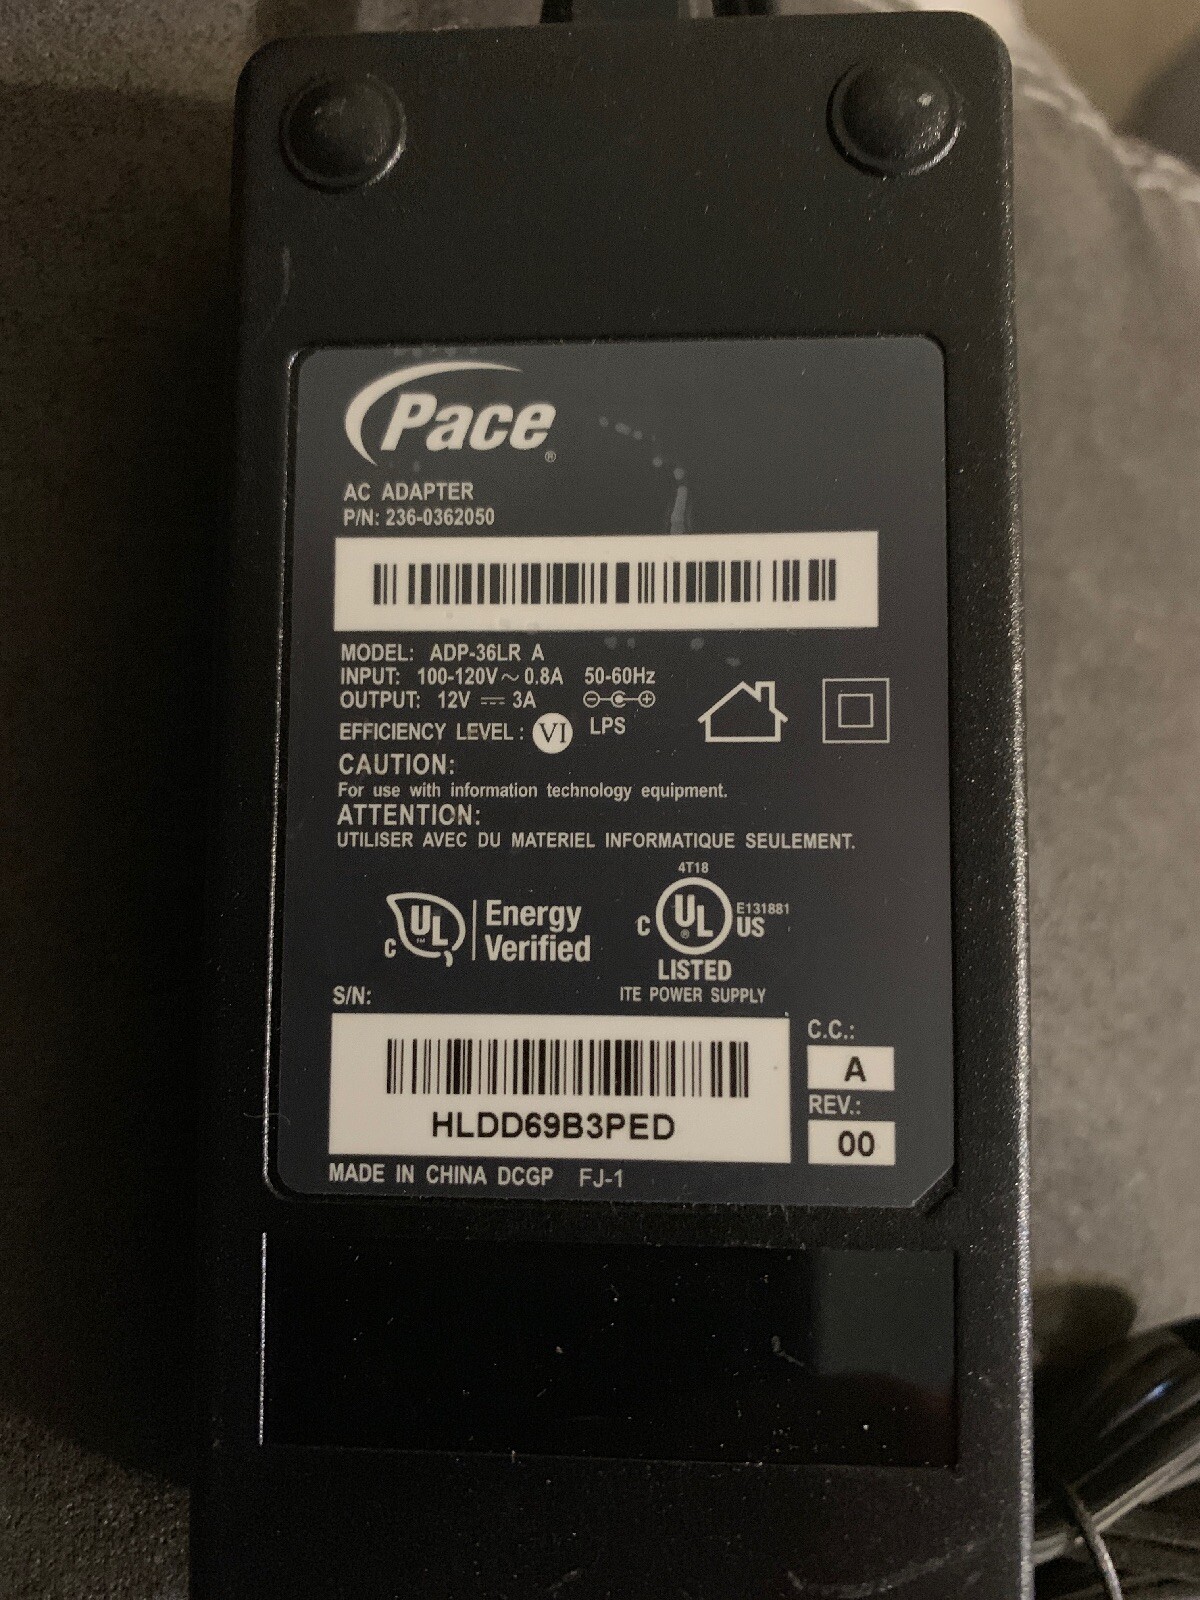 Pace®
AC ADAPTER
P/N: 236-0362050
MODEL: ADP-36LR A
INPUT: 100-120V ~ 0.8A 50-60Hz
OUTPUT: 12V ⎓ 3A
EFFICIENCY LEVEL : VI LPS
CAUTION:
For use with information technology equipment.
ATTENTION:
UTILISER AVEC DU MATERIEL INFORMATIQUE SEULEMENT.
4T18
C UL ™ Energy Verified
C UL ® US E131881
LISTED
ITE POWER SUPPLY
S/N:
HLDD69B3PED
C.C.:
A
REV.:
00
MADE IN CHINA DCGP FJ-1